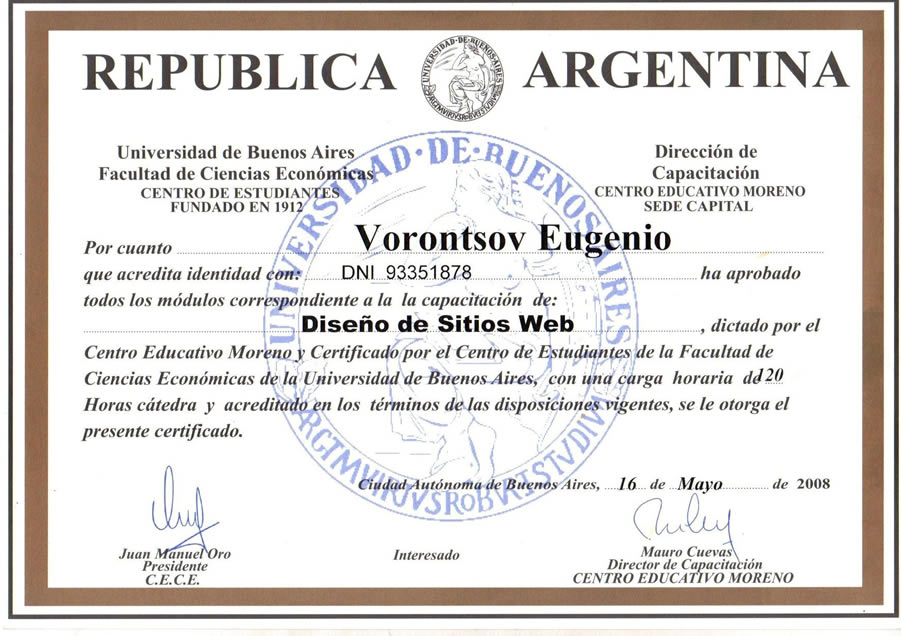 REPUBLICA ARGENTINA
UNIVERSIDAD·DE·BUENOS·AIRES
ARGTMVIRJVSROBVRISTVDIVM
Universidad de Buenos Aires
Facultad de Ciencias Económicas
CENTRO DE ESTUDIANTES
FUNDADO EN 1912
Dirección de
Capacitación
CENTRO EDUCATIVO MORENO
SEDE CAPITAL
UNIVERSIDAD·DE·BUENOS·AIRES
ARGTMVIRJVSROBVRISTVDIVM
Por cuanto Vorontsov Eugenio
que acredita identidad con: DNI 93351878 ha aprobado
todos los módulos correspondiente a la la capacitación de:
Diseño de Sitios Web, dictado por el
Centro Educativo Moreno y Certificado por el Centro de Estudiantes de la Facultad de
Ciencias Económicas de la Universidad de Buenos Aires, con una carga horaria de 120
Horas cátedra y acreditado en los términos de las disposiciones vigentes, se le otorga el
presente certificado.
Ciudad Autónoma de Buenos Aires, 16 de Mayo de 2008
Juan Manuel Oro
Presidente
C.E.C.E.
Interesado
Mauro Cuevas
Director de Capacitación
CENTRO EDUCATIVO MORENO